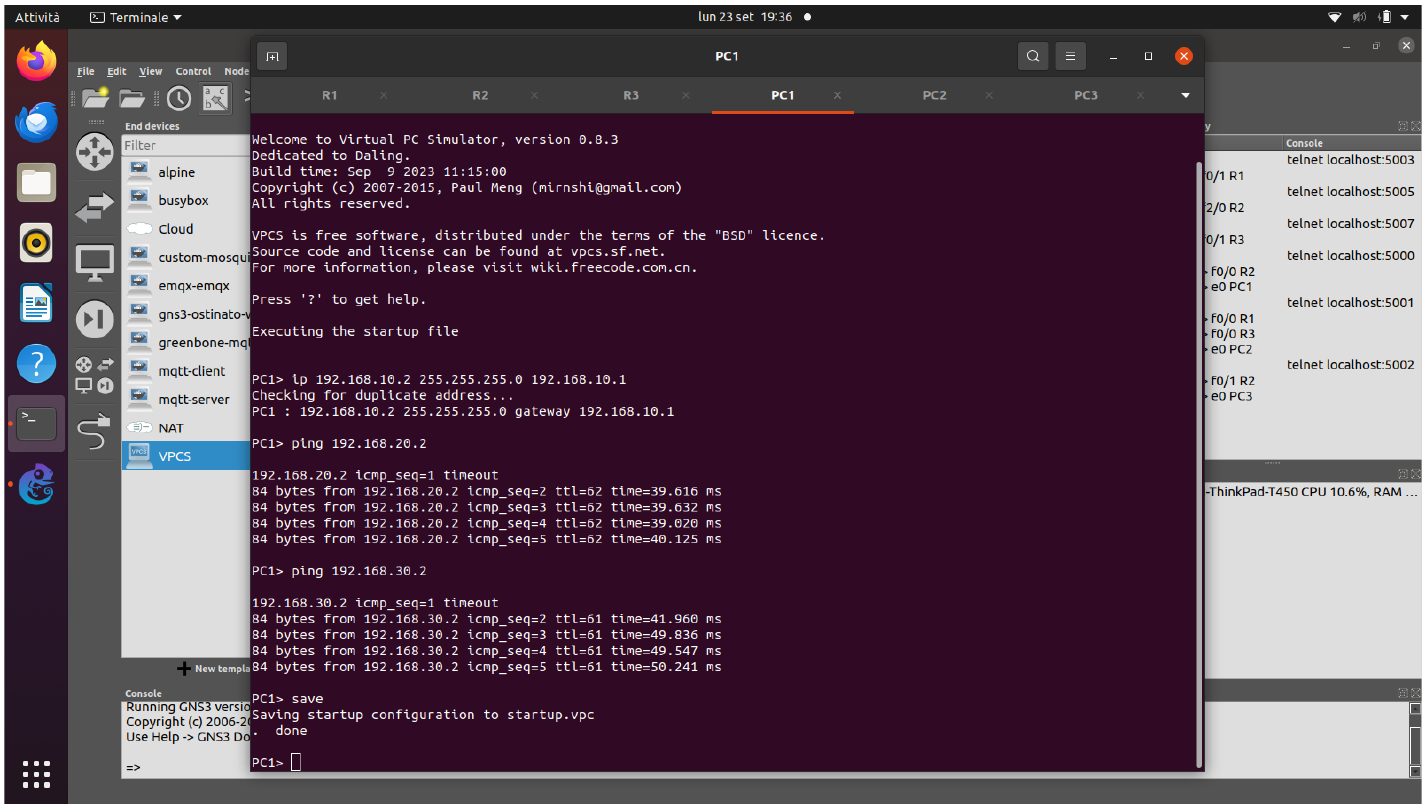 Attività
Terminale
lun 23 set 19:36
PC1
File Edit View Control Node
R1 R2 R3 PC1 PC2 PC3
End devices
Filter
alpine
busybox
Cloud
custom-mosqui
emqx-emqx
gns3-ostinato-
greenbone-mq
mqtt-client
mqtt-server
NAT
VPCS
New templa
Console
Running GNS3 versio
Copyright (c) 2006-20
Use Help -> GNS3 Do
=>
Welcome to Virtual PC Simulator, version 0.8.3
Dedicated to Daling.
Build time: Sep  9 2023 11:15:00
Copyright (c) 2007-2015, Paul Meng (mirnshi@gmail.com)
All rights reserved.
VPCS is free software, distributed under the terms of the "BSD" licence.
Source code and license can be found at vpcs.sf.net.
For more information, please visit wiki.freecode.com.cn.
Press '?' to get help.
Executing the startup file
PC1> ip 192.168.10.2 255.255.255.0 192.168.10.1
Checking for duplicate address...
PC1 : 192.168.10.2 255.255.255.0 gateway 192.168.10.1
PC1> ping 192.168.20.2
192.168.20.2 icmp_seq=1 timeout
84 bytes from 192.168.20.2 icmp_seq=2 ttl=62 time=39.616 ms
84 bytes from 192.168.20.2 icmp_seq=3 ttl=62 time=39.632 ms
84 bytes from 192.168.20.2 icmp_seq=4 ttl=62 time=39.020 ms
84 bytes from 192.168.20.2 icmp_seq=5 ttl=62 time=40.125 ms
PC1> ping 192.168.30.2
192.168.30.2 icmp_seq=1 timeout
84 bytes from 192.168.30.2 icmp_seq=2 ttl=61 time=41.960 ms
84 bytes from 192.168.30.2 icmp_seq=3 ttl=61 time=49.836 ms
84 bytes from 192.168.30.2 icmp_seq=4 ttl=61 time=49.547 ms
84 bytes from 192.168.30.2 icmp_seq=5 ttl=61 time=50.241 ms
PC1> save
Saving startup configuration to startup.vpc
.  done
PC1>
y
Console
telnet localhost:5003
f0/1 R1
telnet localhost:5005
f2/0 R2
telnet localhost:5007
f0/1 R3
telnet localhost:5000
> f0/0 R2
> e0 PC1
telnet localhost:5001
> f0/0 R1
> f0/0 R3
> e0 PC2
telnet localhost:5002
> f0/1 R2
> e0 PC3
-ThinkPad-T450 CPU 10.6%, RAM ...